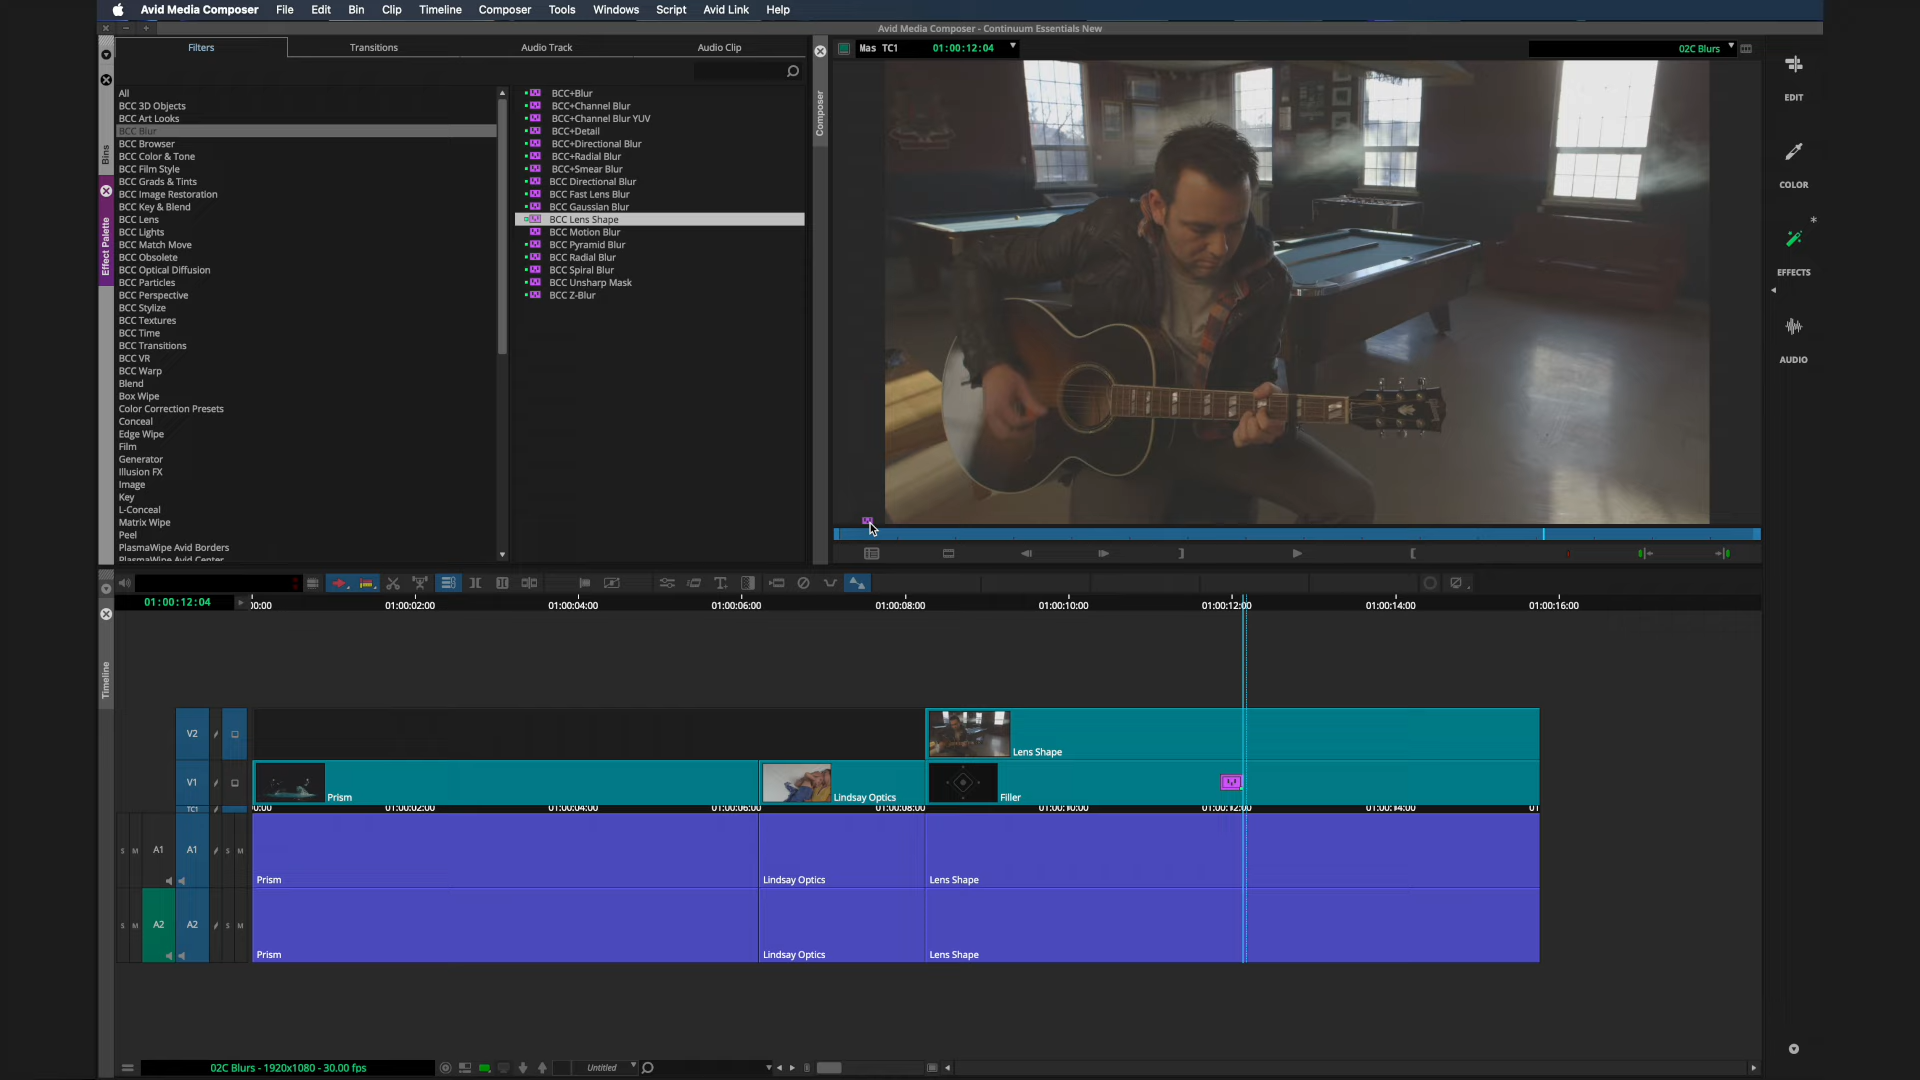 Avid Media Composer File Edit Bin Clip Timeline Composer Tools Windows Script Avid Link Help
Avid Media Composer - Continuum Essentials New
Filters Transitions Audio Track Audio Clip
Mas TC1 01:00:12:04
02C Blurs
Bins
Effect Palette
Composer
All
BCC 3D Objects
BCC Art Looks
BCC Blur
BCC Browser
BCC Color & Tone
BCC Film Style
BCC Grads & Tints
BCC Image Restoration
BCC Key & Blend
BCC Lens
BCC Lights
BCC Match Move
BCC Obsolete
BCC Optical Diffusion
BCC Particles
BCC Perspective
BCC Stylize
BCC Textures
BCC Time
BCC Transitions
BCC VR
BCC Warp
Blend
Box Wipe
Color Correction Presets
Conceal
Edge Wipe
Film
Generator
Illusion FX
Image
Key
L-Conceal
Matrix Wipe
Peel
PlasmaWipe Avid Borders
PlasmaWipe Avid Center
BCC+Blur
BCC+Channel Blur
BCC+Channel Blur YUV
BCC+Detail
BCC+Directional Blur
BCC+Radial Blur
BCC+Smear Blur
BCC Directional Blur
BCC Fast Lens Blur
BCC Gaussian Blur
BCC Lens Shape
BCC Motion Blur
BCC Pyramid Blur
BCC Radial Blur
BCC Spiral Blur
BCC Unsharp Mask
BCC Z-Blur
EDIT
COLOR
EFFECTS
AUDIO
01:00:12:04
00:00 01:00:02:00 01:00:04:00 01:00:06:00 01:00:08:00 01:00:10:00 01:00:12:00 01:00:14:00 01:00:16:00
Timeline
V2 Lens Shape
V1 Prism Lindsay Optics Filler
TC1 00:00 01:00:02:00 01:00:04:00 01:00:06:00 01:00:08:00 01:00:10:00 01:00:12:00 01:00:14:00 01
S M A1 A1 S M
Prism Lindsay Optics Lens Shape
S M A2 A2 S M
Prism Lindsay Optics Lens Shape
02C Blurs - 1920x1080 - 30.00 fps
Untitled